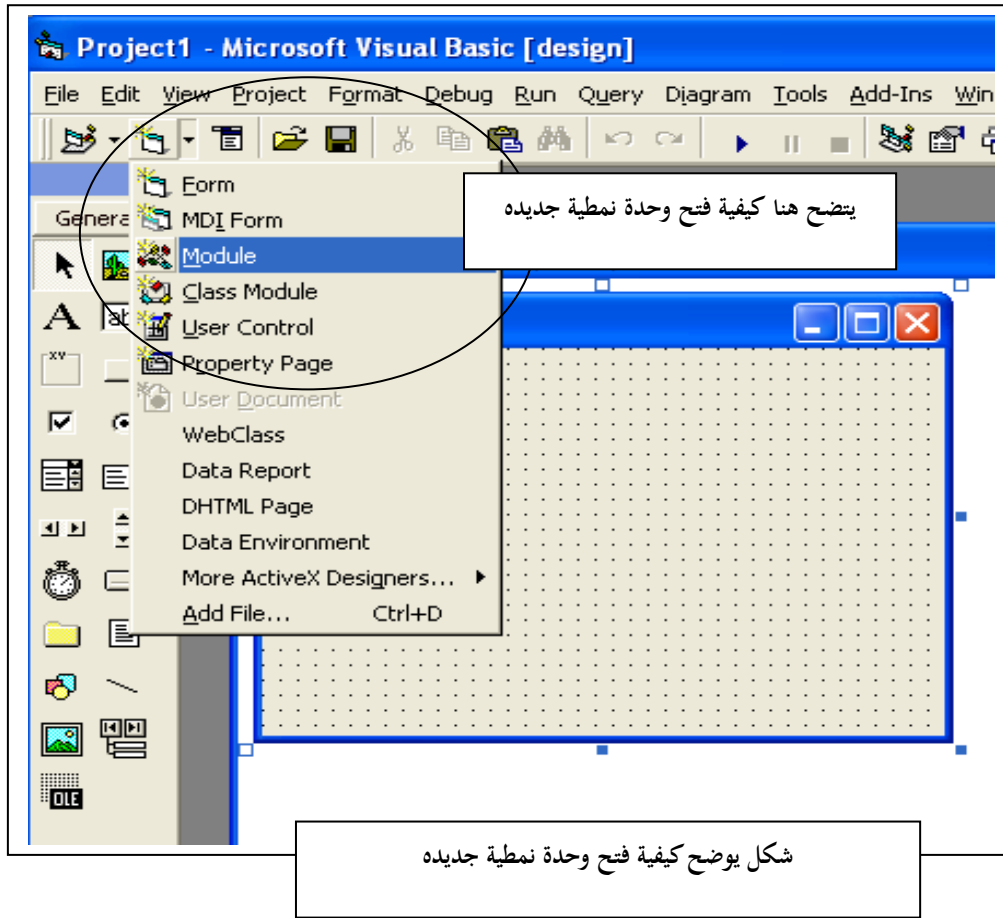 Project1 - Microsoft Visual Basic [design]
File Edit View Project Format Debug Run Query Diagram Tools Add-Ins Win
Form
يتضح هنا كيفية فتح وحدة نمطية جديده
Genera
MDI Form
Module
Class Module
A
ab
User Control
xv
Property Page
User Document
WebClass
Data Report
DHTML Page
Data Environment
More ActiveX Designers...
Add File... Ctrl+D
OLE
شكل يوضح كيفية فتح وحدة نمطية جديده